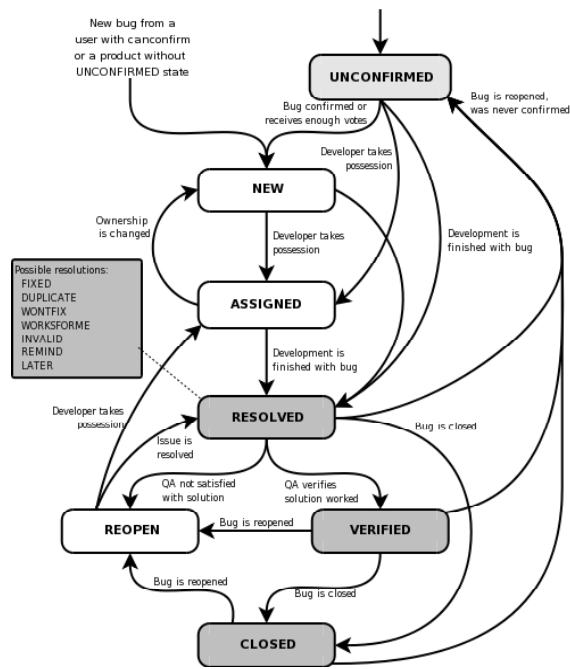 New bug from a
user with canconfirm
or a product without
UNCONFIRMED state
UNCONFIRMED
Bug is reopened,
was never confirmed
Bug confirmed or
receives enough votes
Developer takes
possession
NEW
Ownership
is changed
Developer takes
possession
Development is
finished with bug
Possible resolutions:
FIXED
DUPLICATE
WONTFIX
WORKSFORME
INVALID
REMIND
LATER
ASSIGNED
Development is
finished with bug
Developer takes
possession
RESOLVED
Issue is
resolved
Bug is closed
QA not satisfied
with solution
QA verifies
solution worked
REOPEN
Bug is reopened
VERIFIED
Bug is reopened
Bug is closed
CLOSED